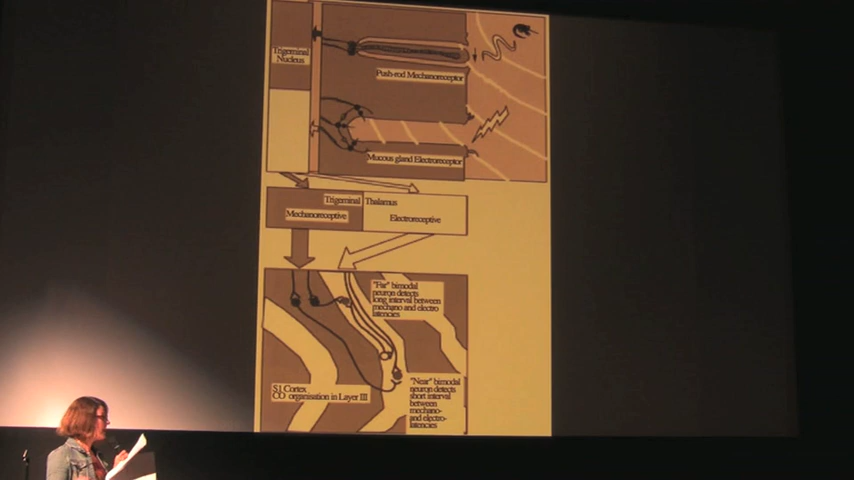 Trigeminal
Nucleus
Push-rod Mechanoreceptor
Mucous gland Electroreceptor
Trigeminal Thalamus
Mechanoreceptive
Electroreceptive
"Far" bimodal
neuron detects
long interval between
mechano and electro
latencies
S1 Cortex
CO organisation in Layer III
"Near" bimodal
neuron detects
short interval
between
mechano-
and electro-
latencies